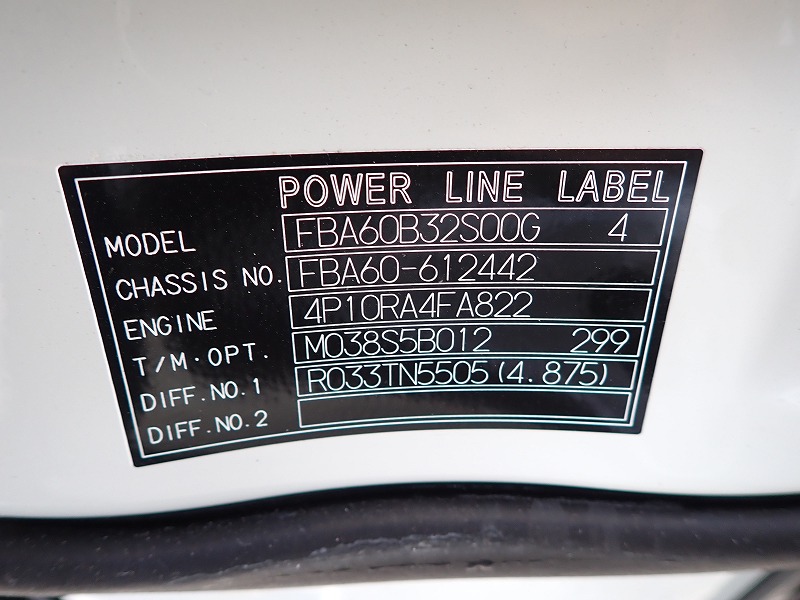 POWER LINE LABEL
MODEL FBA60B32S00G 4
CHASSIS NO. FBA60-612442
ENGINE 4P10RA4FA822
T/M·OPT. M038S5B012 299
DIFF.NO.1 R033TN5505(4.875)
DIFF.NO.2